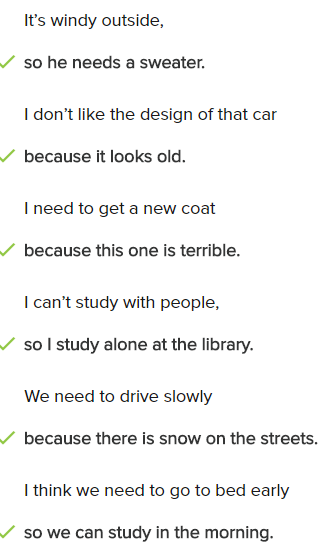 It's windy outside,
so he needs a sweater.
I don't like the design of that car
because it looks old.
I need to get a new coat
because this one is terrible.
I can't study with people,
so I study alone at the library.
We need to drive slowly
because there is snow on the streets.
I think we need to go to bed early
so we can study in the morning.